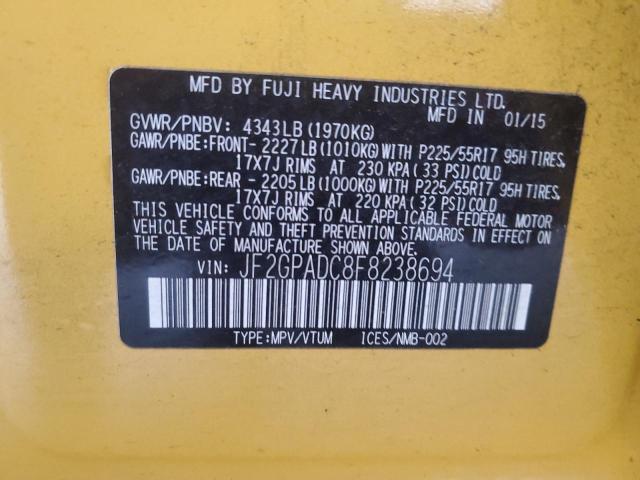 MFD BY FUJI HEAVY INDUSTRIES LTD.
MFD IN 01/15
GVWR/PNBV: 4343LB (1970KG)
GAWR/PNBE:FRONT- 2227LB (1010KG) WITH P225/55R17 95H TIRES,
17X7J RIMS AT 230 KPA (33 PSI) COLD
GAWR/PNBE:REAR - 2205LB (1000KG) WITH P225/55R17 95H TIRES,
17X7J RIMS AT 220 KPA (32 PSI) COLD
THIS VEHICLE CONFORMS TO ALL APPLICABLE FEDERAL MOTOR
VEHICLE SAFETY AND THEFT PREVENTION STANDARDS IN EFFECT ON
THE DATE OF MANUFACTURE SHOWN ABOVE.
VIN: JF2GPADC8F8238694
TYPE:MPV/VTUM ICES/NMB-002